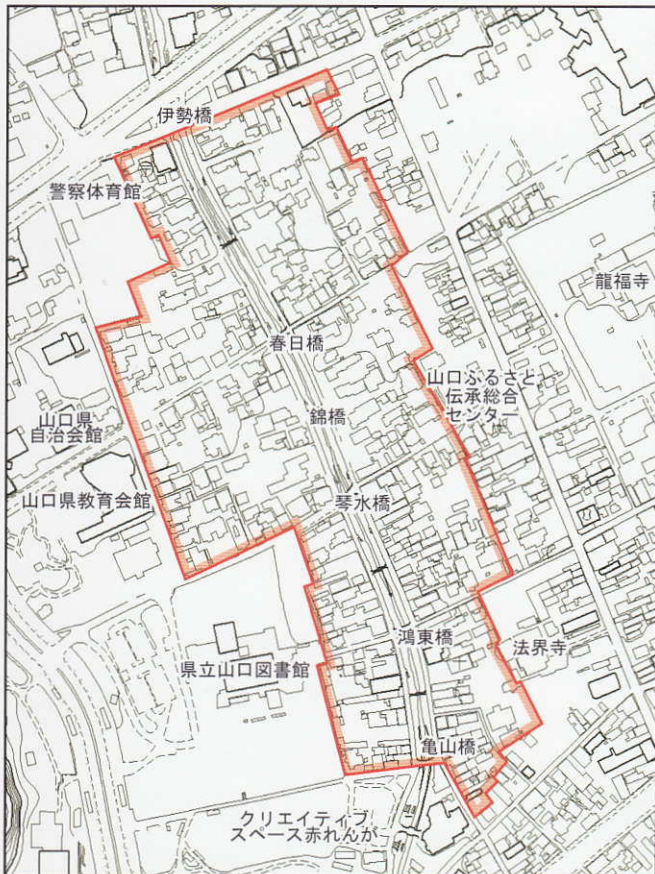 伊勢橋
警察体育館
龍福寺
春日橋
山口ふるさと
伝承総合
センター
錦橋
山口県
自治会館
山口県教育会館
琴水橋
鴻東橋
法界寺
県立山口図書館
亀山橋
クリエイティブ
スペース赤れんが